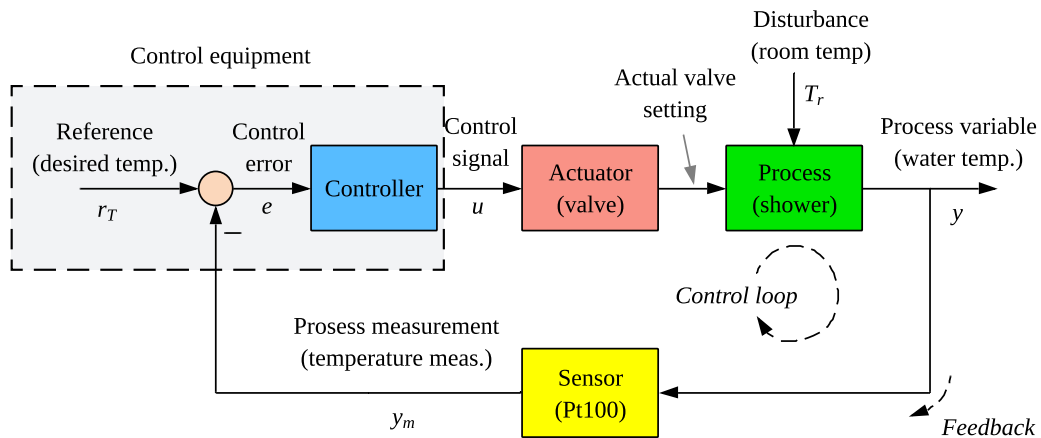 Disturbance
(room temp)
Control equipment
Actual valve
setting
T_r
Reference
(desired temp.)
Control
error
Control
signal
Process variable
(water temp.)
Controller
Actuator
(valve)
Process
(shower)
r_T
e
u
y
–
Control loop
Prosess measurement
(temperature meas.)
Sensor
(Pt100)
y_m
Feedback